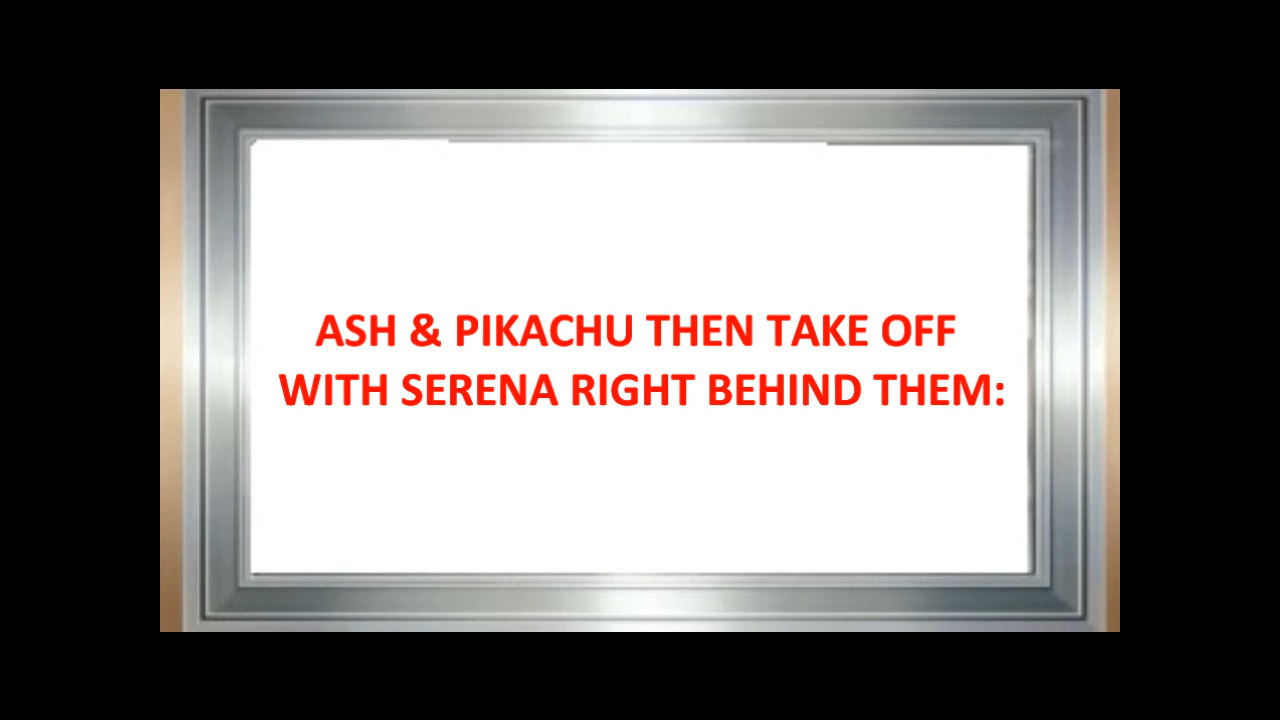 ASH & PIKACHU THEN TAKE OFF
WITH SERENA RIGHT BEHIND THEM: